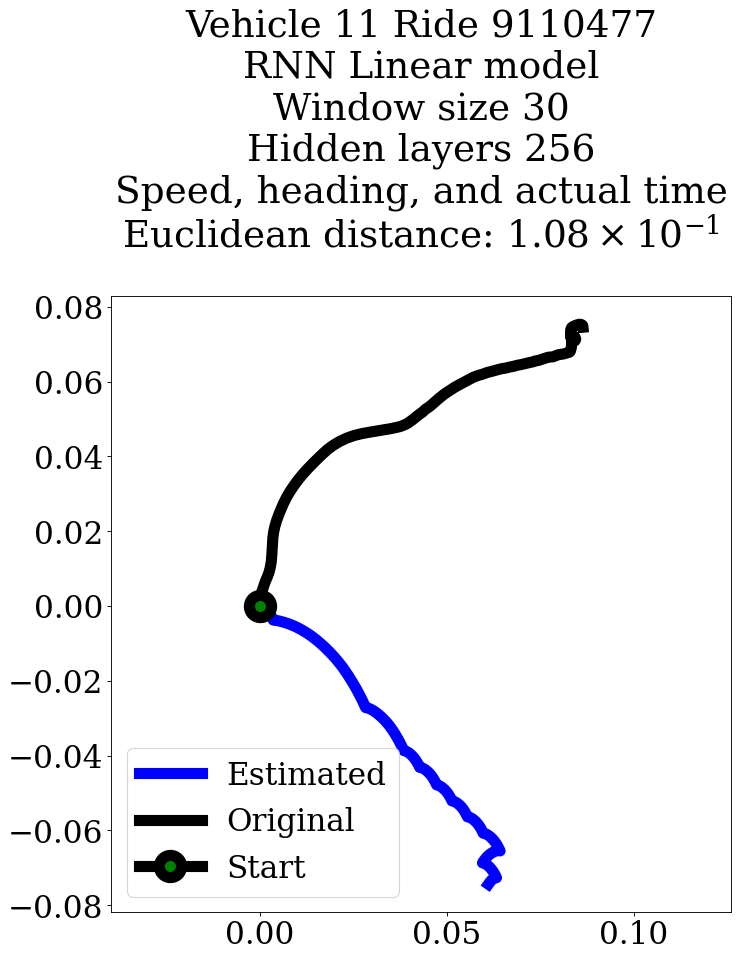 Vehicle 11 Ride 9110477
RNN Linear model
Window size 30
Hidden layers 256
Speed, heading, and actual time
Euclidean distance: 1.08 × 10⁻¹
0.08
0.06
0.04
0.02
0.00
−0.02
−0.04
−0.06
−0.08
Estimated
Original
Start
0.00 0.05 0.10